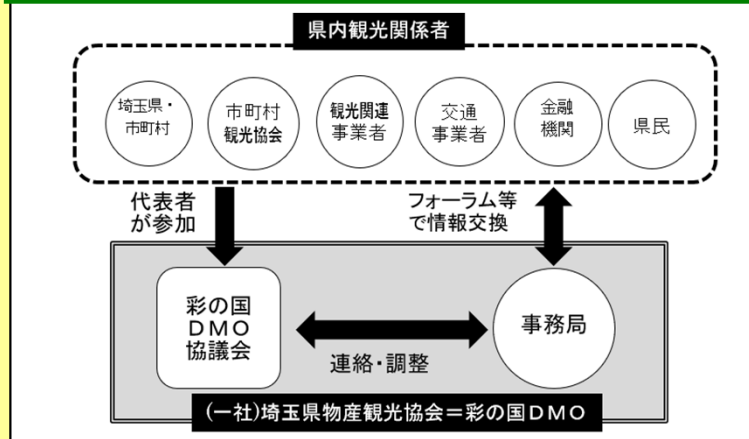 県内観光関係者
埼玉県・
市町村
市町村
観光協会
観光関連
事業者
交通
事業者
金融
機関
県民
代表者
が参加
フォーラム等
で情報交換
彩の国
ＤＭＯ
協議会
事務局
連絡・調整
(一社)埼玉県物産観光協会＝彩の国ＤＭＯ